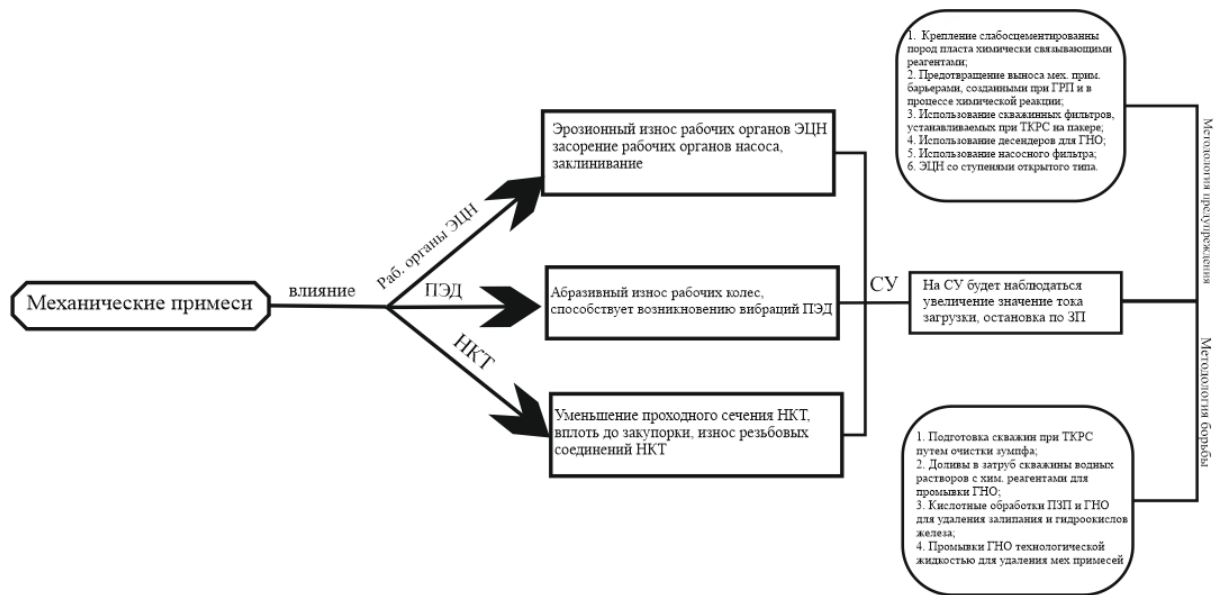 Механические примеси
влияние
Раб. органы ЭЦН
ПЭД
НКТ
Эрозионный износ рабочих органов ЭЦН
засорение рабочих органов насоса,
заклинивание
Абразивный износ рабочих колес,
способствует возникновению вибраций ПЭД
Уменьшение проходного сечения НКТ,
вплоть до закупорки, износ резьбовых
соединений НКТ
СУ
На СУ будет наблюдаться
увеличение значение тока
загрузки, остановка по ЗП
1. Крепление слабосцементированны
пород пласта химически связывающими
реагентами;
2. Предотвращение выноса мех. прим.
барьерами, созданными при ГРП и в
процессе химической реакции;
3. Использование скважинных фильтров,
устанавливаемых при ТКРС на пакере;
4. Использование десендеров для ГНО;
5. Использование насосного фильтра;
6. ЭЦН со ступенями открытого типа.
Метопология препупреждения
Методология борьбы
1. Подготовка скважин при ТКРС
путем очистки зумпфа;
2. Доливы в затруб скважины водных
растворов с хим. реагентами для
промывки ГНО;
3. Кислотные обработки ПЗП и ГНО
для удаления залипания и гидроокислов
железа;
4. Промывки ГНО технологической
жидкостью для удаления мех примесей